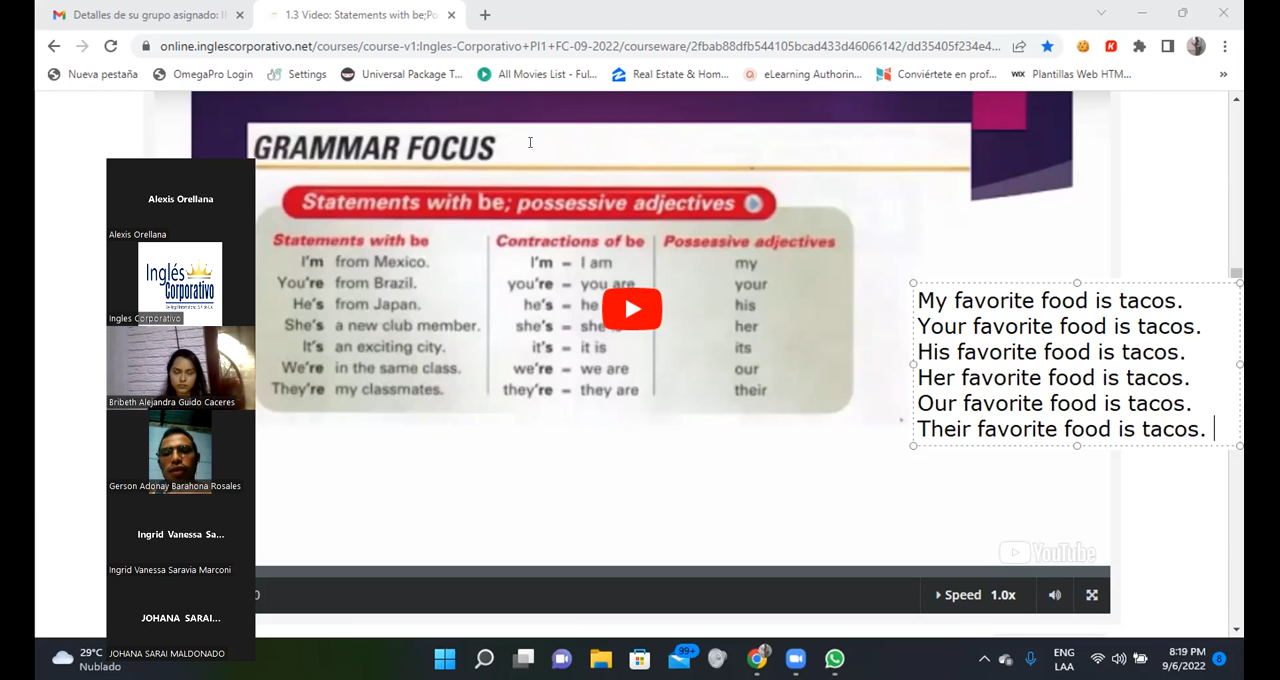 Detalles de su grupo asignado: I
1.3 Video: Statements with be;Po
online.inglescorporativo.net/courses/course-v1:Ingles-Corporativo+PI1+FC-09-2022/courseware/2fbab88dfb544105bcad433d46066142/dd35405f234e4...
Nueva pestaña
OmegaPro Login
Settings
Universal Package T...
All Movies List - Ful...
Real Estate & Hom...
eLearning Authorin...
Conviértete en prof...
WIX Plantillas Web HTM...
GRAMMAR FOCUS
Statements with be; possessive adjectives
Statements with be
I'm from Mexico.
You're from Brazil.
He's from Japan.
She's a new club member.
It's an exciting city.
We're in the same class.
They're my classmates.
Contractions of be
I'm = I am
you're = you are
he's = he
she's = she
it's = it is
we're = we are
they're = they are
Possessive adjectives
my
your
his
her
its
our
their
My favorite food is tacos.
Your favorite food is tacos.
His favorite food is tacos.
Her favorite food is tacos.
Our favorite food is tacos.
Their favorite food is tacos.
Alexis Orellana
Alexis Orellana
Inglés
Corporativo
Ingles Corporativo
Bribeth Alejandra Guido Caceres
Gerson Adonay Barahona Rosales
Ingrid Vanessa Sa...
Ingrid Vanessa Saravia Marconi
JOHANA SARAI...
JOHANA SARAI MALDONADO
YouTube
0
Speed 1.0x
29°C
Nublado
99+
ENG
LAA
8:19 PM
9/6/2022
8